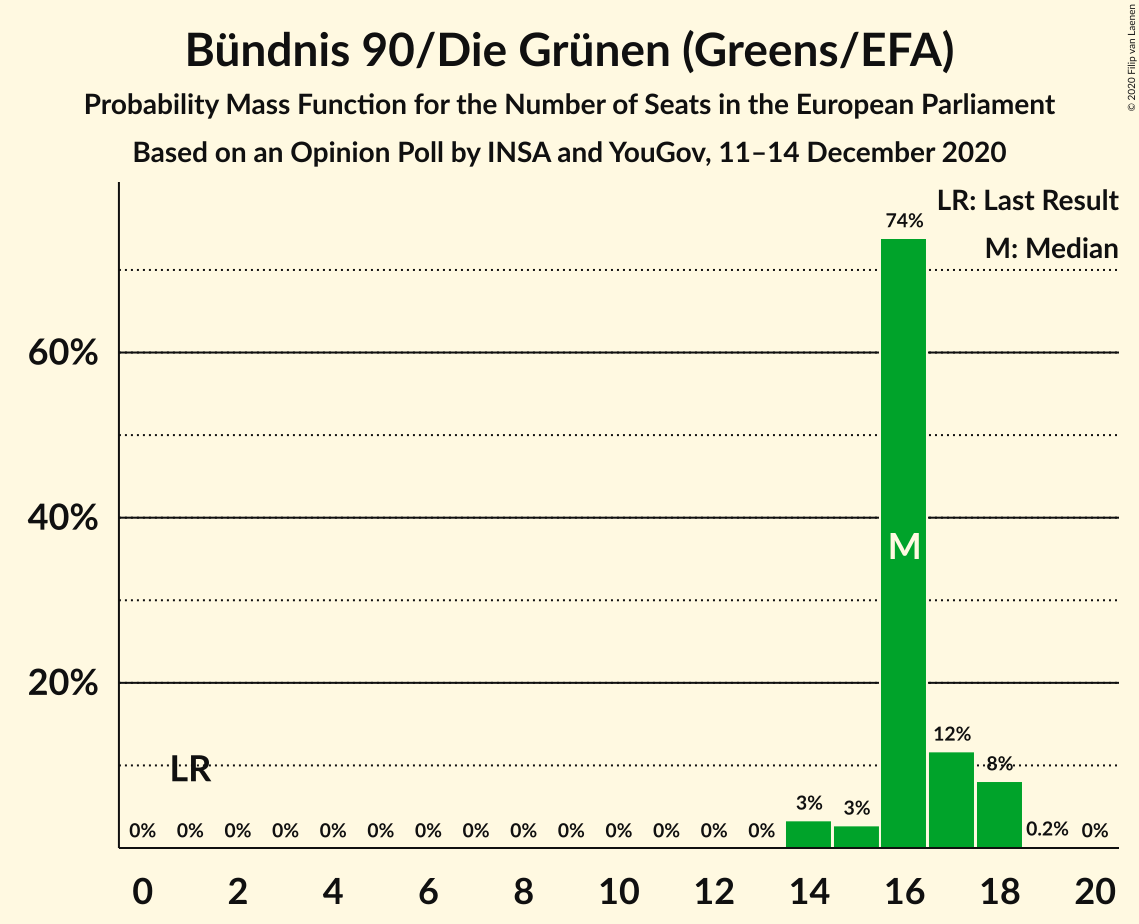 Bündnis 90/Die Grünen (Greens/EFA)
Probability Mass Function for the Number of Seats in the European Parliament
Based on an Opinion Poll by INSA and YouGov, 11–14 December 2020
© 2020 Filip van Laenen
LR: Last Result
M: Median
74%
60%
40%
M
20%
12%
LR
8%
3%
3%
0% 0% 0% 0% 0% 0% 0% 0% 0% 0% 0% 0% 0% 0% 0.2% 0%
0 2 4 6 8 10 12 14 16 18 20